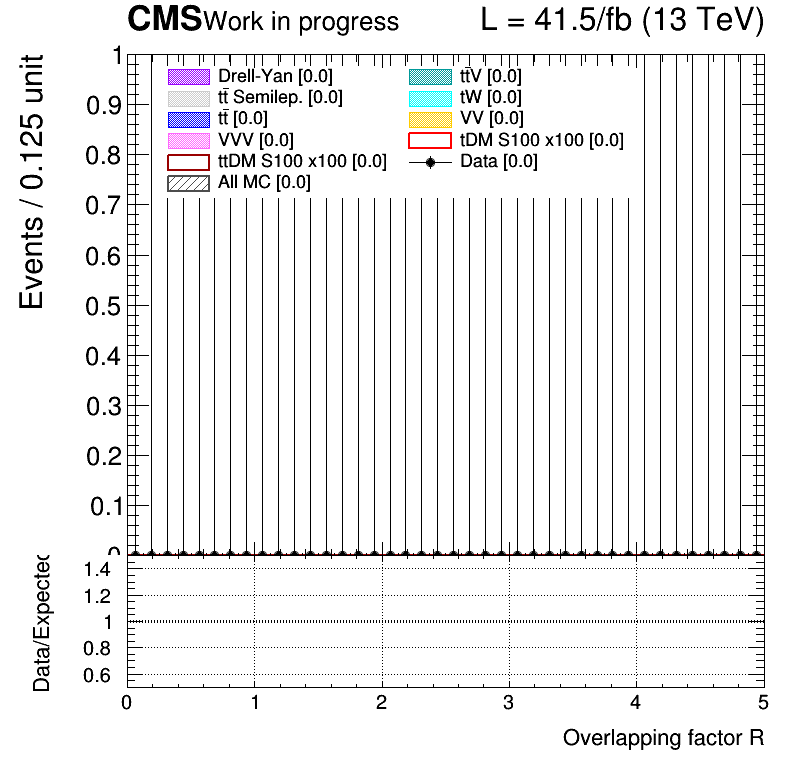 CMS Work in progress L = 41.5/fb (13 TeV)
Events / 0.125 unit
1
0.9
0.8
0.7
0.6
0.5
0.4
0.3
0.2
0.1
0
Drell-Yan [0.0]
tt̄ Semilep. [0.0]
tt̄ [0.0]
VVV [0.0]
ttDM S100 x100 [0.0]
All MC [0.0]
tt̄V [0.0]
tW [0.0]
VV [0.0]
tDM S100 x100 [0.0]
Data [0.0]
Data/Expected
1.4
1.2
1
0.8
0.6
0 1 2 3 4 5
Overlapping factor R